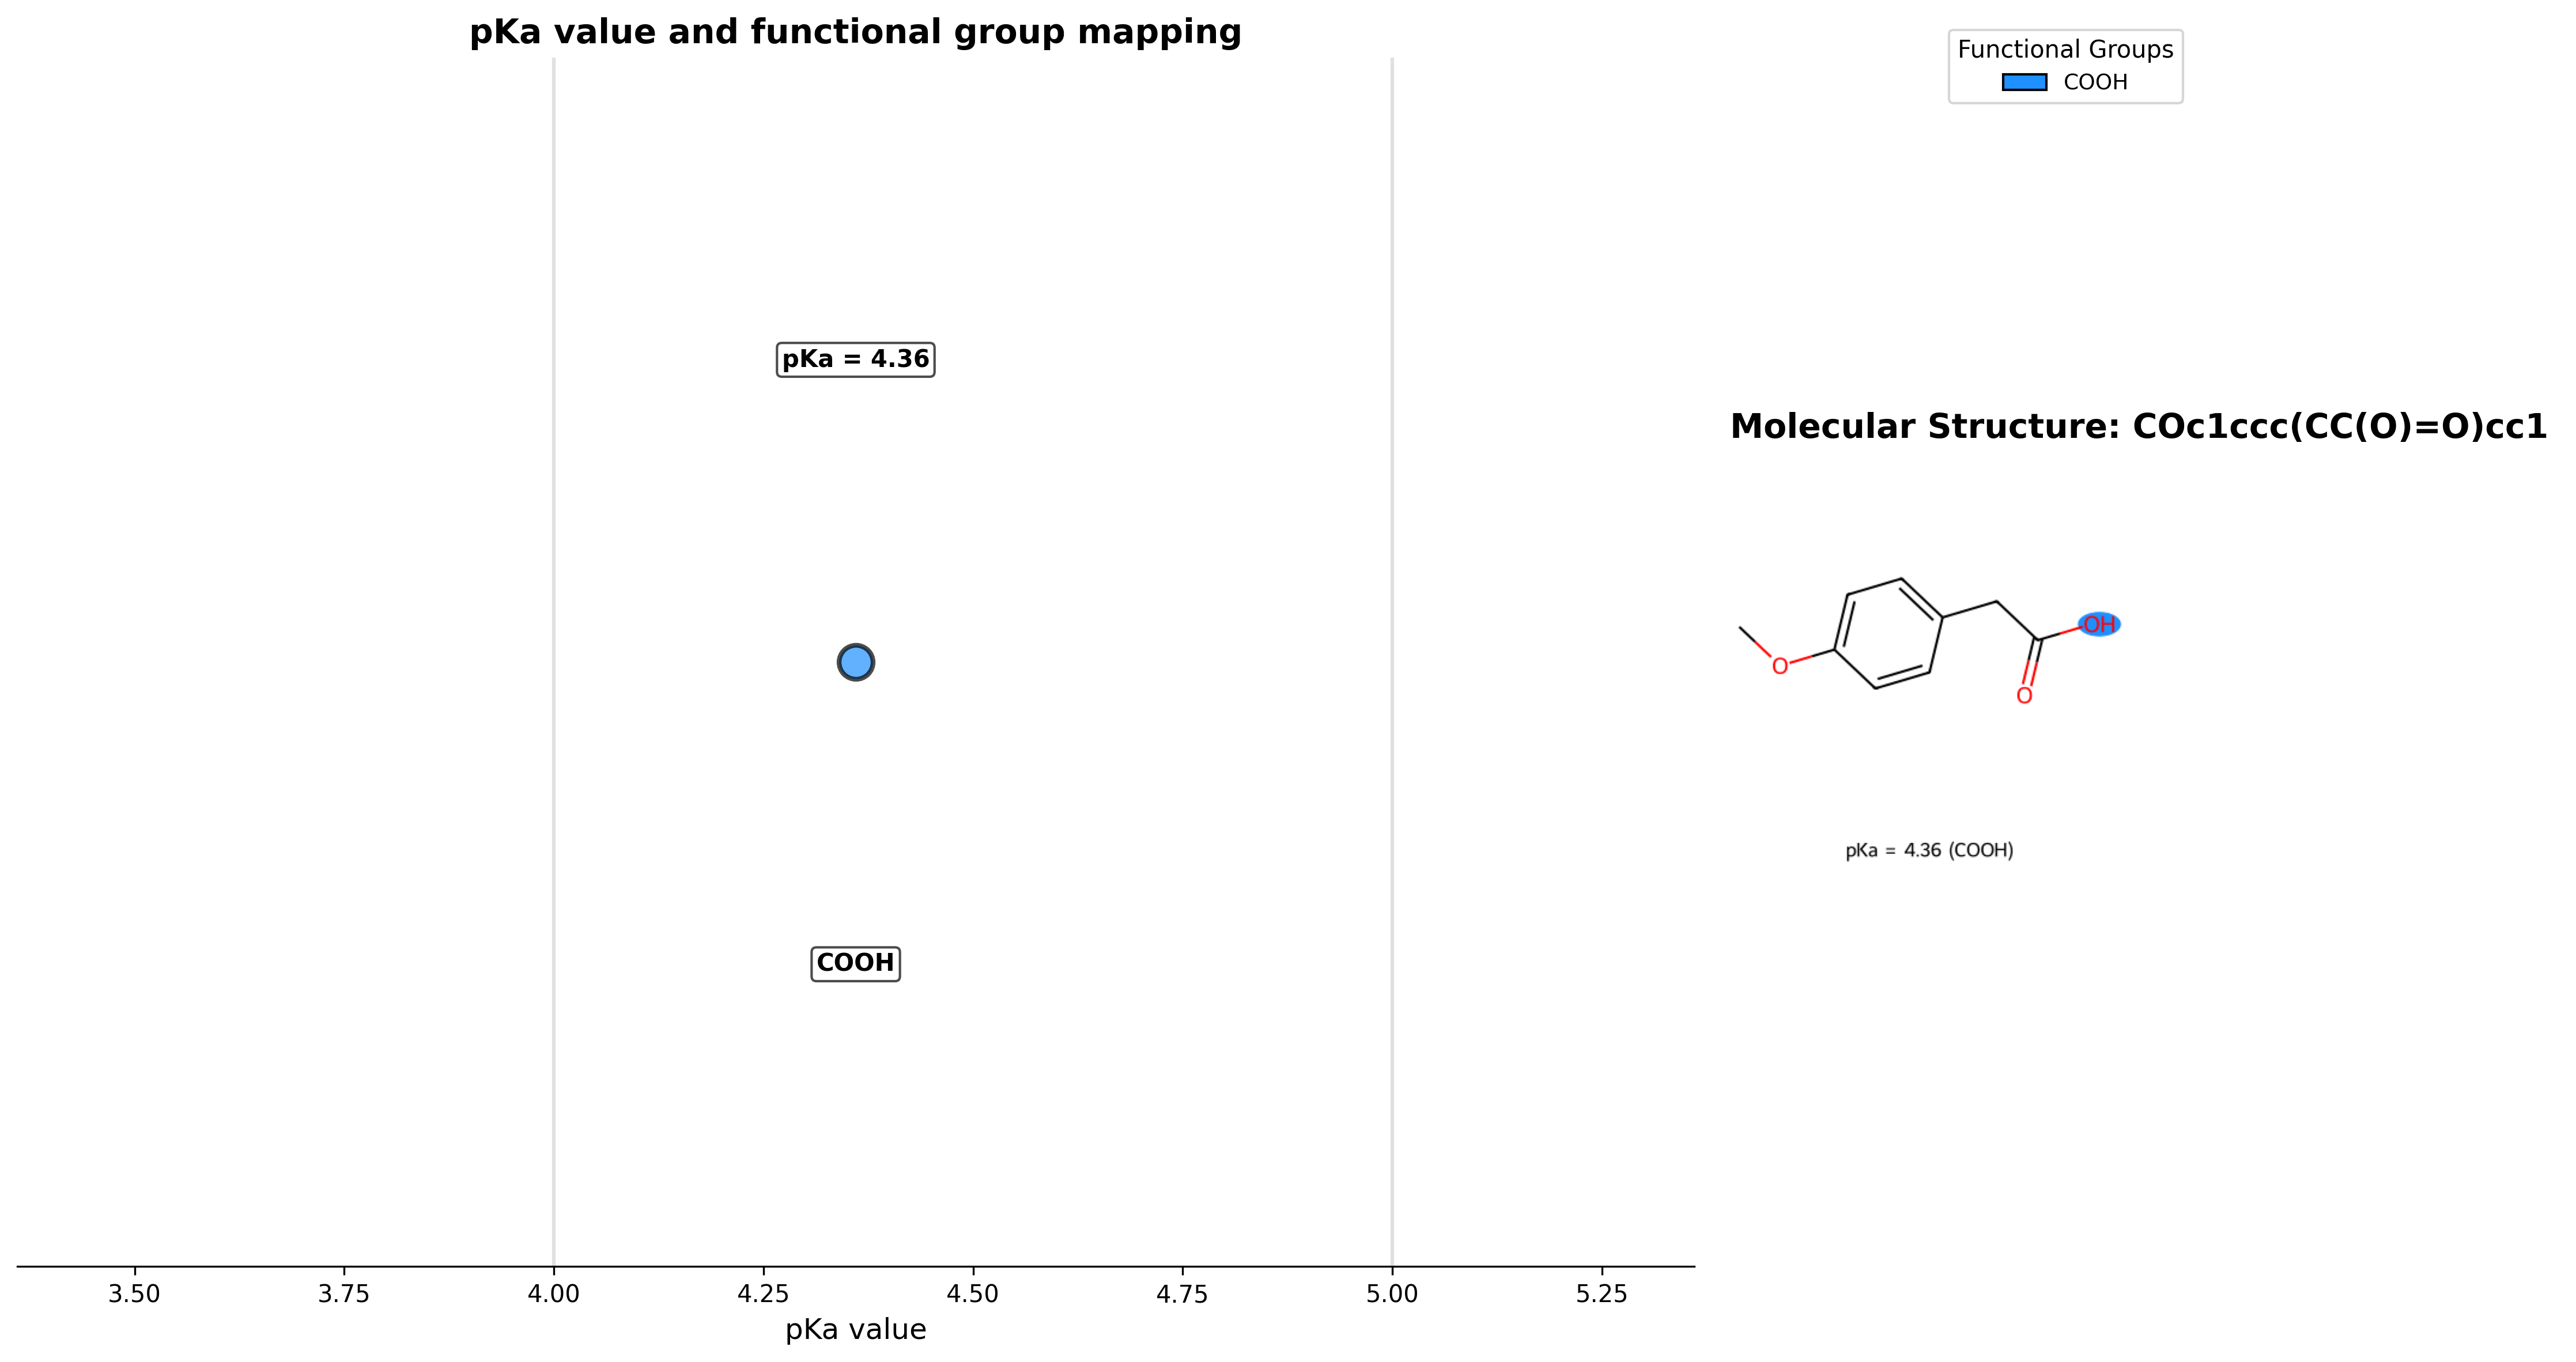 pKa value and functional group mapping
pKa = 4.36
COOH
3.50 3.75 4.00 4.25 4.50 4.75 5.00 5.25
pKa value
Functional Groups
COOH
Molecular Structure: COc1ccc(CC(O)=O)cc1
OH
O
O
pKa = 4.36 (COOH)